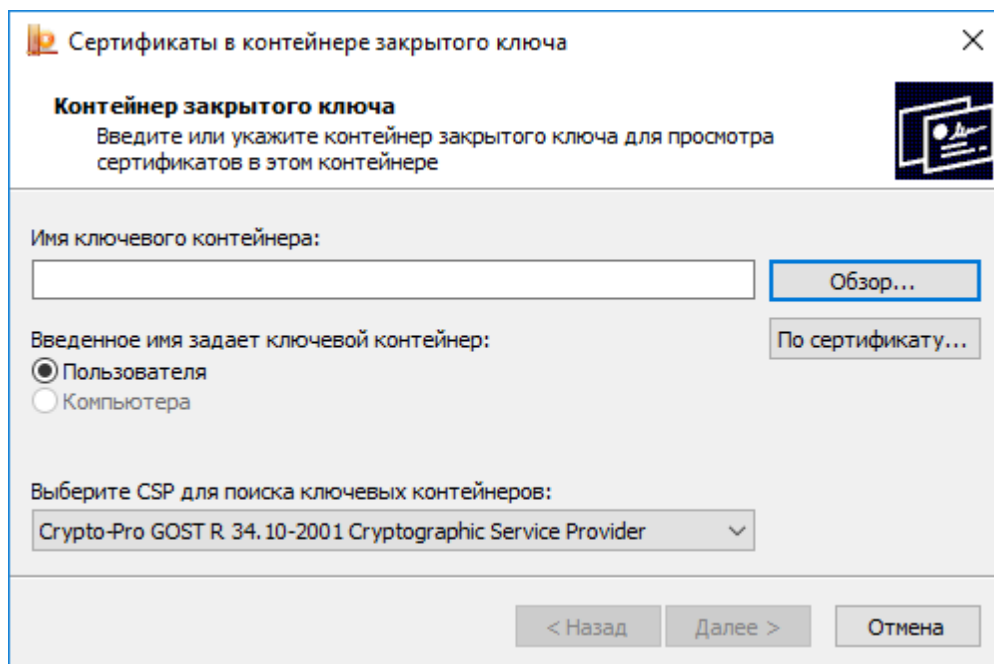 Сертификаты в контейнере закрытого ключа
Контейнер закрытого ключа
Введите или укажите контейнер закрытого ключа для просмотра
сертификатов в этом контейнере
Имя ключевого контейнера:
Обзор...
Введенное имя задает ключевой контейнер:
По сертификату...
Пользователя
Компьютера
Выберите CSP для поиска ключевых контейнеров:
Crypto-Pro GOST R 34.10-2001 Cryptographic Service Provider
< Назад
Далее >
Отмена